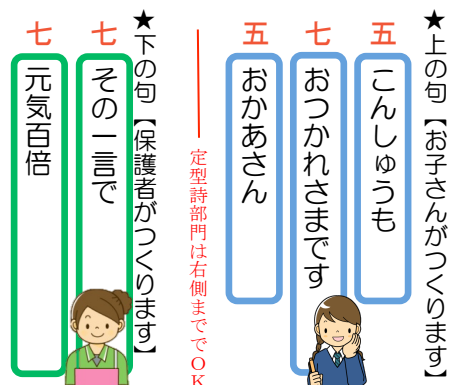 ★上の句【お子さんがつくります】
五
こんしゅうも
七
おつかれさまです
五
おかあさん
定型詩部門は右側まででOK
★下の句【保護者がつくります】
七
その一言で
七
元気百倍